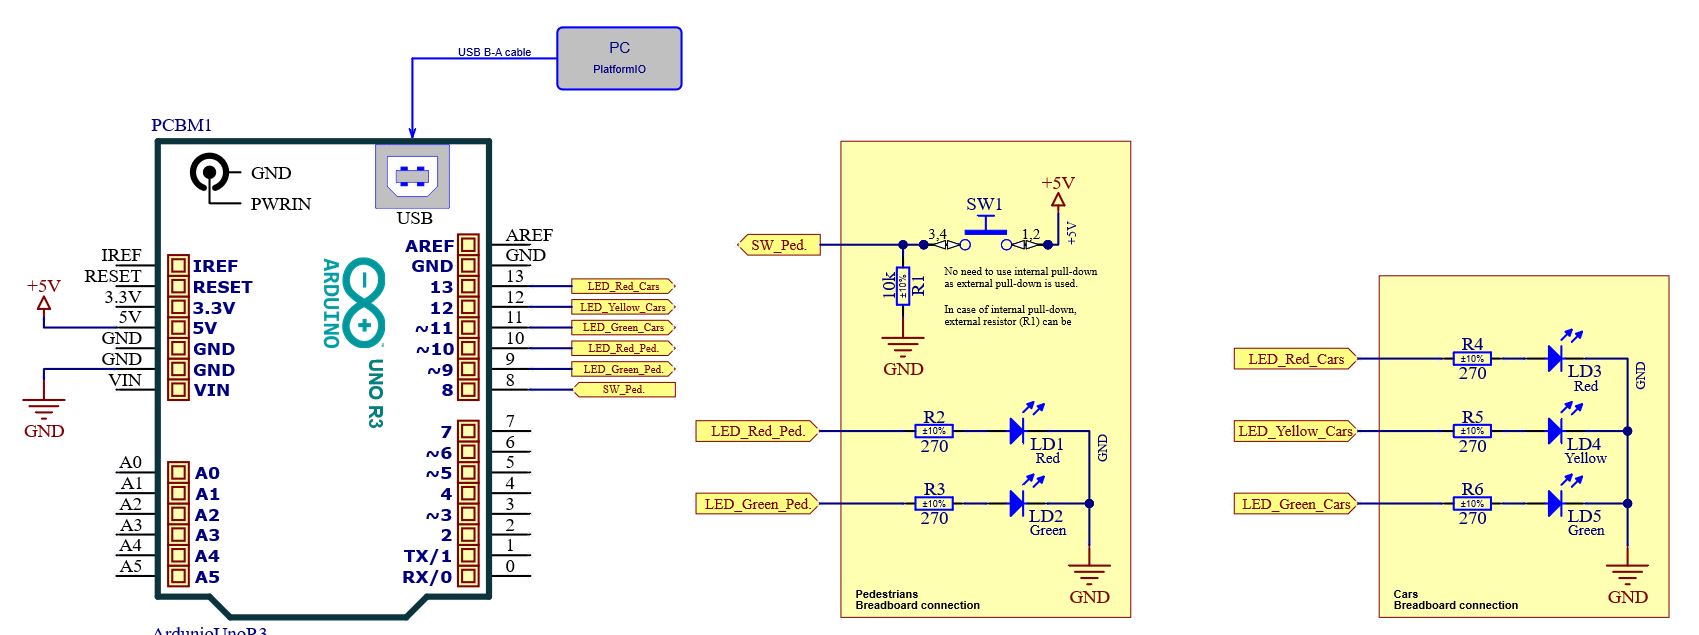 USB B-A cable
PC
PlatformIO
PCBM1
GND
PWRIN
USB
IREF
RESET
3.3V
5V
GND
GND
VIN
+5V
GND
IREF
RESET
3.3V
5V
GND
GND
VIN
ARDUINO
UNO R3
AREF
GND
13
12
~11
~10
~9
8
AREF
GND
13
12
11
10
9
8
LED_Red_Cars
LED_Yellow_Cars
LED_Green_Cars
LED_Red_Ped.
LED_Green_Ped.
SW_Ped.
7
~6
~5
4
~3
2
TX/1
RX/0
7
6
5
4
3
2
1
0
A0
A1
A2
A3
A4
A5
A0
A1
A2
A3
A4
A5
ArdunioUnoR3
SW_Ped.
3,4
SW1
1,2
+5V
+5V
10k
±10%
R1
GND
No need to use internal pull-down
as external pull-down is used.
In case of internal pull-down,
external resistor (R1) can be
LED_Red_Ped.
R2
±10%
270
LD1
Red
GND
LED_Green_Ped.
R3
±10%
270
LD2
Green
GND
Pedestrians
Breadboard connection
LED_Red_Cars
R4
±10%
270
LD3
Red
GND
LED_Yellow_Cars
R5
±10%
270
LD4
Yellow
LED_Green_Cars
R6
±10%
270
LD5
Green
GND
Cars
Breadboard connection